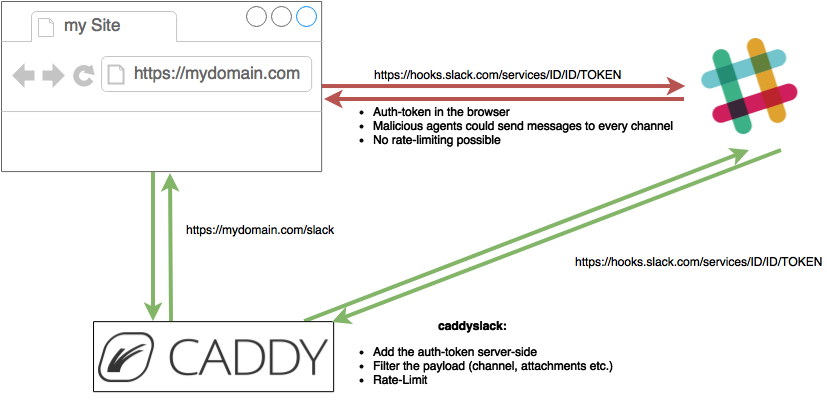 my Site
https://mydomain.com
https://hooks.slack.com/services/ID/ID/TOKEN
• Auth-token in the browser
• Malicious agents could send messages to every channel
• No rate-limiting possible
https://mydomain.com/slack
https://hooks.slack.com/services/ID/ID/TOKEN
CADDY
caddyslack:
• Add the auth-token server-side
• Filter the payload (channel, attachments etc.)
• Rate-Limit